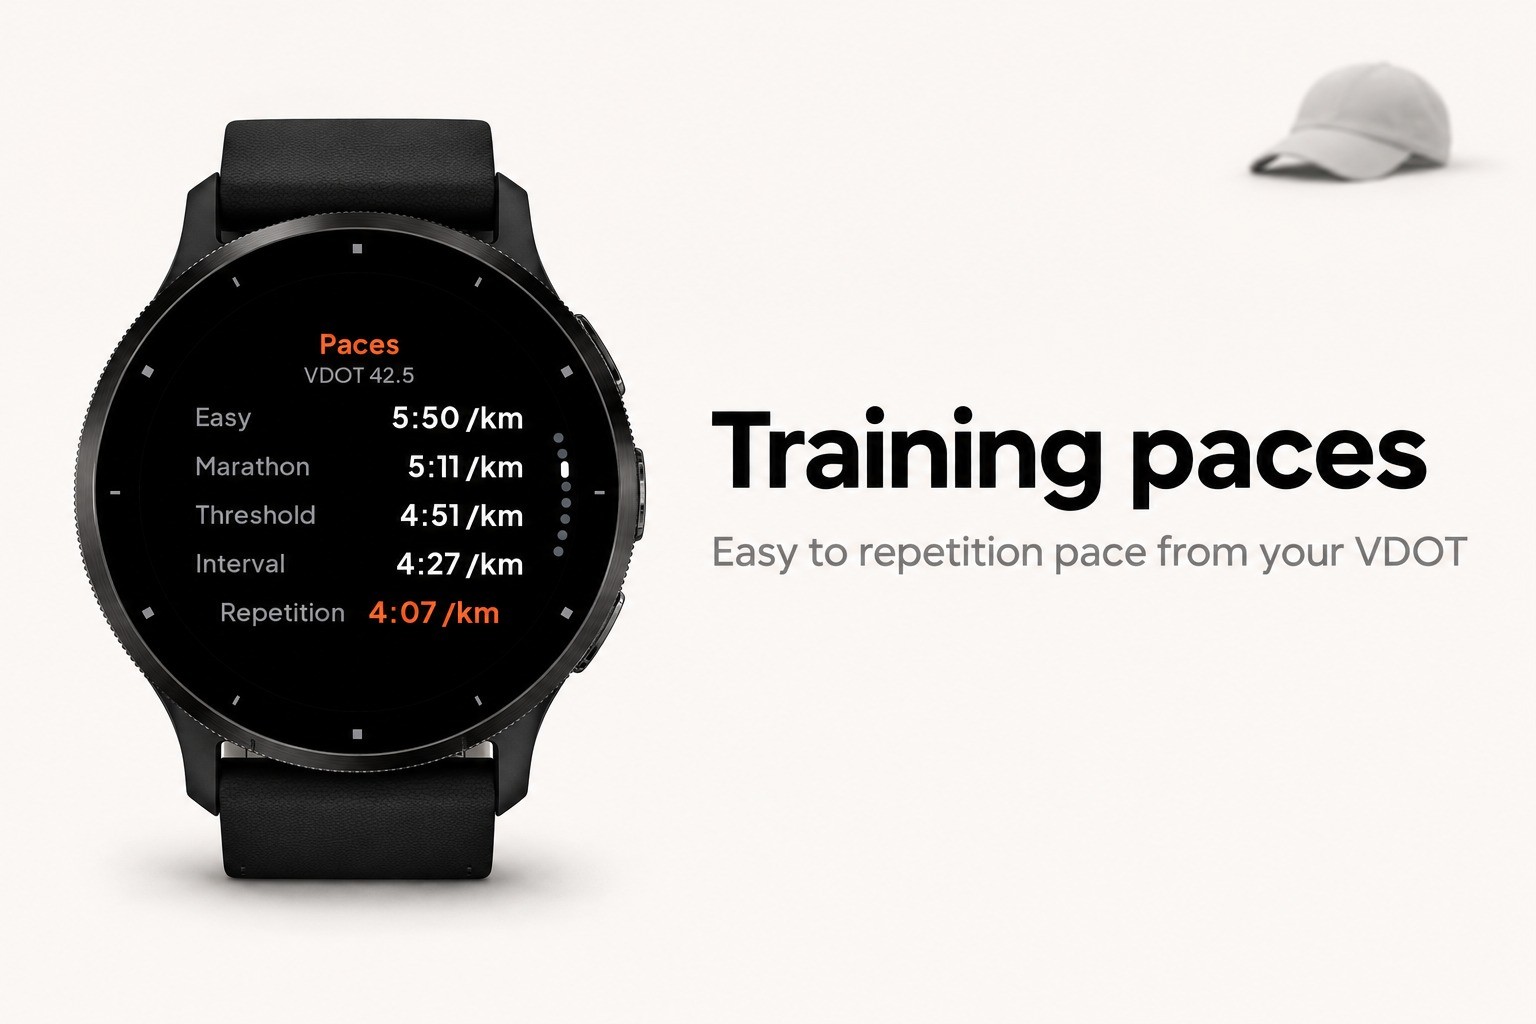 Paces
VDOT 42.5
Easy 5:50 /km
Marathon 5:11 /km
Threshold 4:51 /km
Interval 4:27 /km
Repetition 4:07 /km
Training paces
Easy to repetition pace from your VDOT